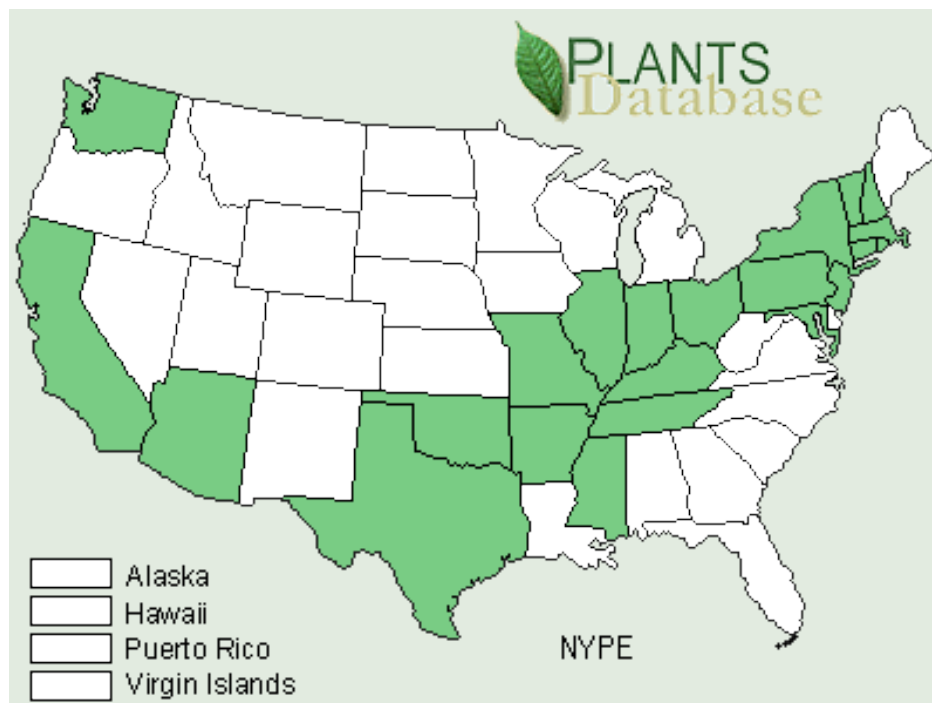 PLANTS
Database
Alaska
Hawaii
Puerto Rico
Virgin Islands
NYPE